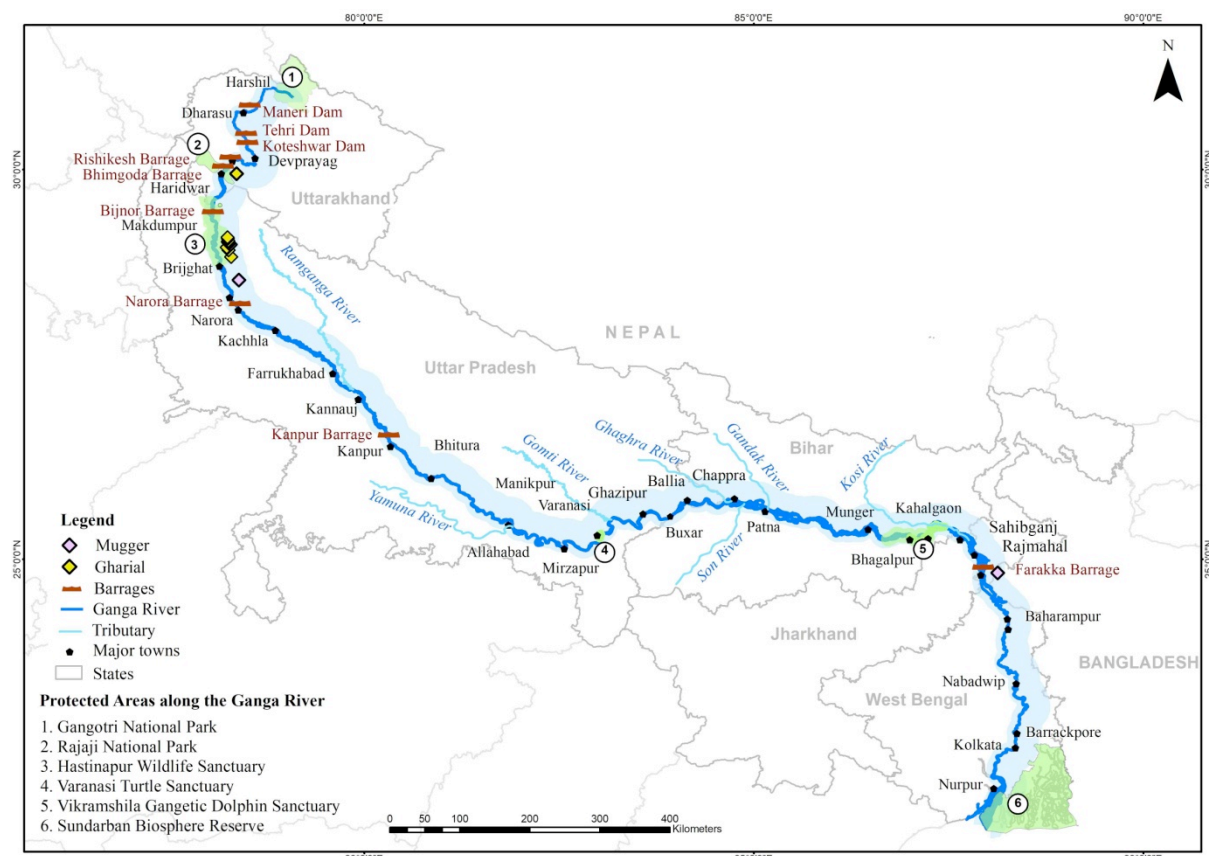 80°0'0"E
85°0'0"E
90°0'0"E
N
Harshil
1
Dharasu
Maneri Dam
Tehri Dam
2
Koteshwar Dam
Rishikesh Barrage
Devprayag
Bhimgoda Barrage
30°0'0"N
30°0'0"N
Haridwar
Uttarakhand
Bijnor Barrage
Makdumpur
3
Brijghat
Ramganga River
Narora Barrage
Narora
NEPAL
Kachhla
Uttar Pradesh
Farrukhabad
Kannauj
Kanpur Barrage
Kanpur
Bhitura
Gomti River
Ghaghra River
Gandak River
Bihar
Kosi River
Manikpur
Varanasi
Ghazipur
Ballia
Chappra
Yamuna River
Munger
Kahalgaon
Sahibganj
Rajmahal
Allahabad
Mirzapur
4
Buxar
Patna
Son River
Bhagalpur
5
25°0'0"N
25°0'0"N
Farakka Barrage
Baharampur
Jharkhand
BANGLADESH
Nabadwip
West Bengal
Barrackpore
Kolkata
Nurpur
6
Legend
Mugger
Gharial
Barrages
Ganga River
Tributary
Major towns
States
Protected Areas along the Ganga River
1. Gangotri National Park
2. Rajaji National Park
3. Hastinapur Wildlife Sanctuary
4. Varanasi Turtle Sanctuary
5. Vikramshila Gangetic Dolphin Sanctuary
6. Sundarban Biosphere Reserve
0 50 100 200 300 400
Kilometers